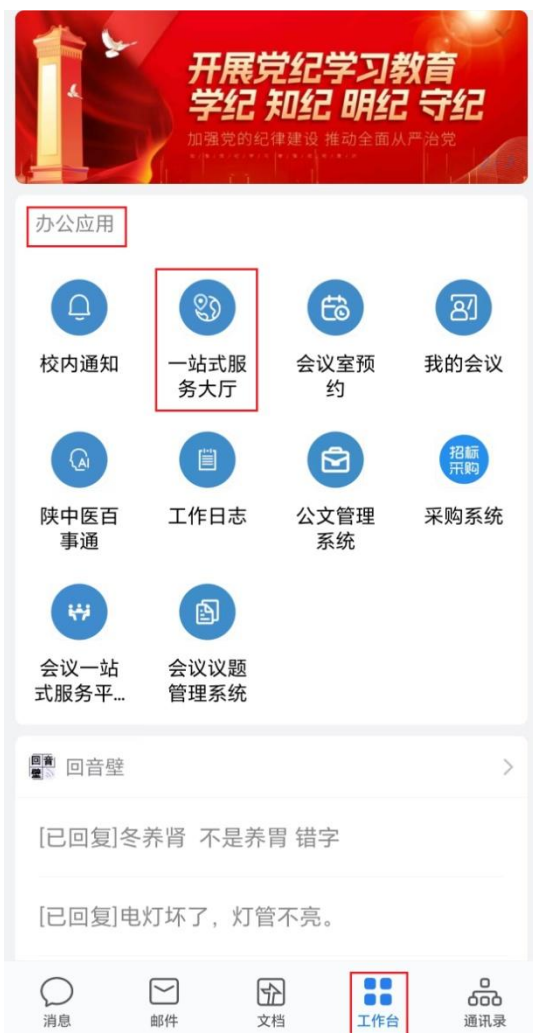 开展党纪学习教育
学纪 知纪 明纪 守纪
加强党的纪律建设 推动全面从严治党
办公应用
校内通知
一站式服
务大厅
会议室预
约
我的会议
AI
陕中医百
事通
工作日志
公文管理
系统
招标
采购
采购系统
会议一站
式服务平...
会议议题
管理系统
回音壁
回音壁
[已回复]冬养肾 不是养胃 错字
[已回复]电灯坏了，灯管不亮。
消息
邮件
文档
工作台
通讯录